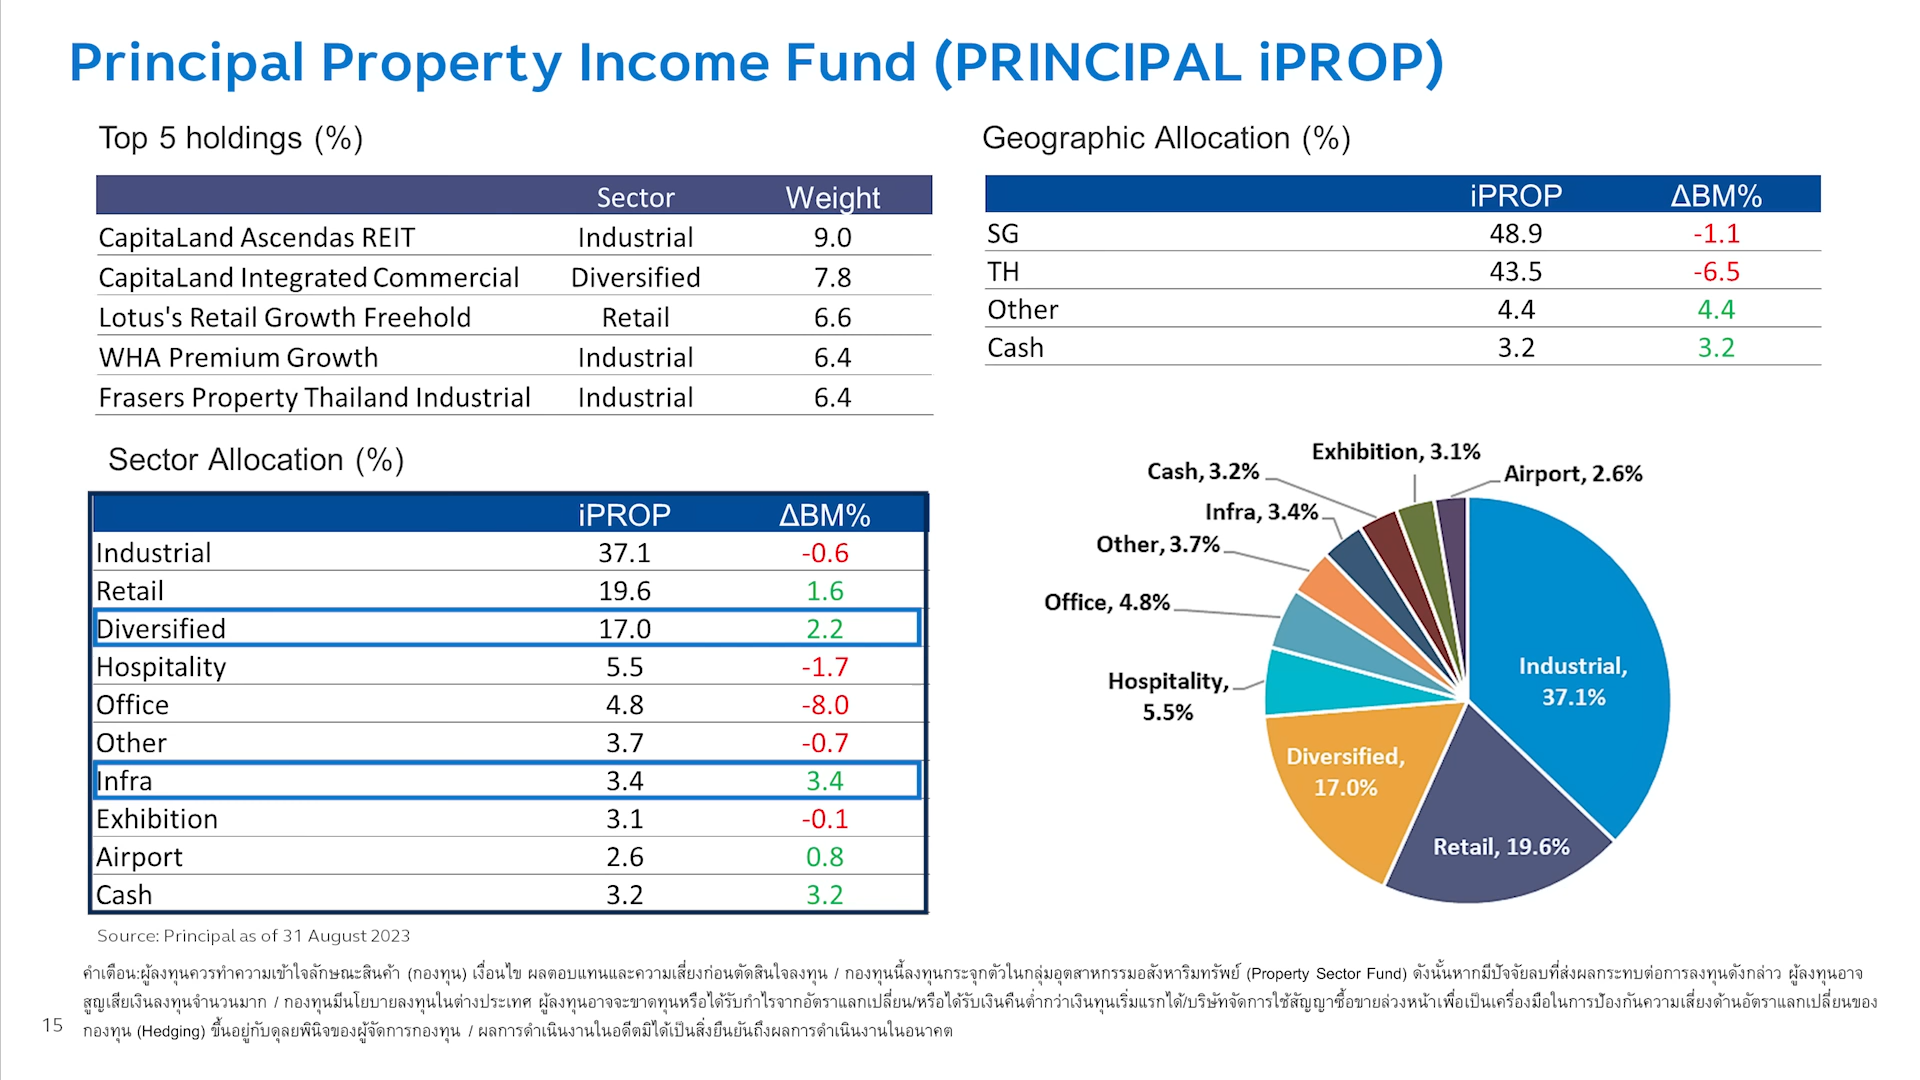 Principal Property Income Fund (PRINCIPAL iPROP)
Top 5 holdings (%)
Sector Weight
CapitaLand Ascendas REIT Industrial 9.0
CapitaLand Integrated Commercial Diversified 7.8
Lotus's Retail Growth Freehold Retail 6.6
WHA Premium Growth Industrial 6.4
Frasers Property Thailand Industrial Industrial 6.4
Sector Allocation (%)
iPROP ΔBM%
Industrial 37.1 -0.6
Retail 19.6 1.6
Diversified 17.0 2.2
Hospitality 5.5 -1.7
Office 4.8 -8.0
Other 3.7 -0.7
Infra 3.4 3.4
Exhibition 3.1 -0.1
Airport 2.6 0.8
Cash 3.2 3.2
Source: Principal as of 31 August 2023
Geographic Allocation (%)
iPROP ΔBM%
SG 48.9 -1.1
TH 43.5 -6.5
Other 4.4 4.4
Cash 3.2 3.2
Exhibition, 3.1%
Cash, 3.2%
Airport, 2.6%
Infra, 3.4%
Other, 3.7%
Office, 4.8%
Hospitality,
5.5%
Industrial,
37.1%
Diversified,
17.0%
Retail, 19.6%
คำเตือน:ผู้ลงทุนควรทำความเข้าใจลักษณะสินค้า (กองทุน) เงื่อนไข ผลตอบแทนและความเสี่ยงก่อนตัดสินใจลงทุน / กองทุนนี้ลงทุนกระจุกตัวในกลุ่มอุตสาหกรรมอสังหาริมทรัพย์ (Property Sector Fund) ดังนั้นหากมีปัจจัยลบที่ส่งผลกระทบต่อการลงทุนดังกล่าว ผู้ลงทุนอาจ
สูญเสียเงินลงทุนจำนวนมาก / กองทุนมีนโยบายลงทุนในต่างประเทศ ผู้ลงทุนอาจจะขาดทุนหรือได้รับกำไรจากอัตราแลกเปลี่ยน/หรือได้รับเงินคืนต่ำกว่าเงินทุนเริ่มแรกได้/บริษัทจัดการใช้สัญญาซื้อขายล่วงหน้าเพื่อเป็นเครื่องมือในการป้องกันความเสี่ยงด้านอัตราแลกเปลี่ยนของ
กองทุน (Hedging) ขึ้นอยู่กับดุลยพินิจของผู้จัดการกองทุน / ผลการดำเนินงานในอดีตมิได้เป็นสิ่งยืนยันถึงผลการดำเนินงานในอนาคต
15